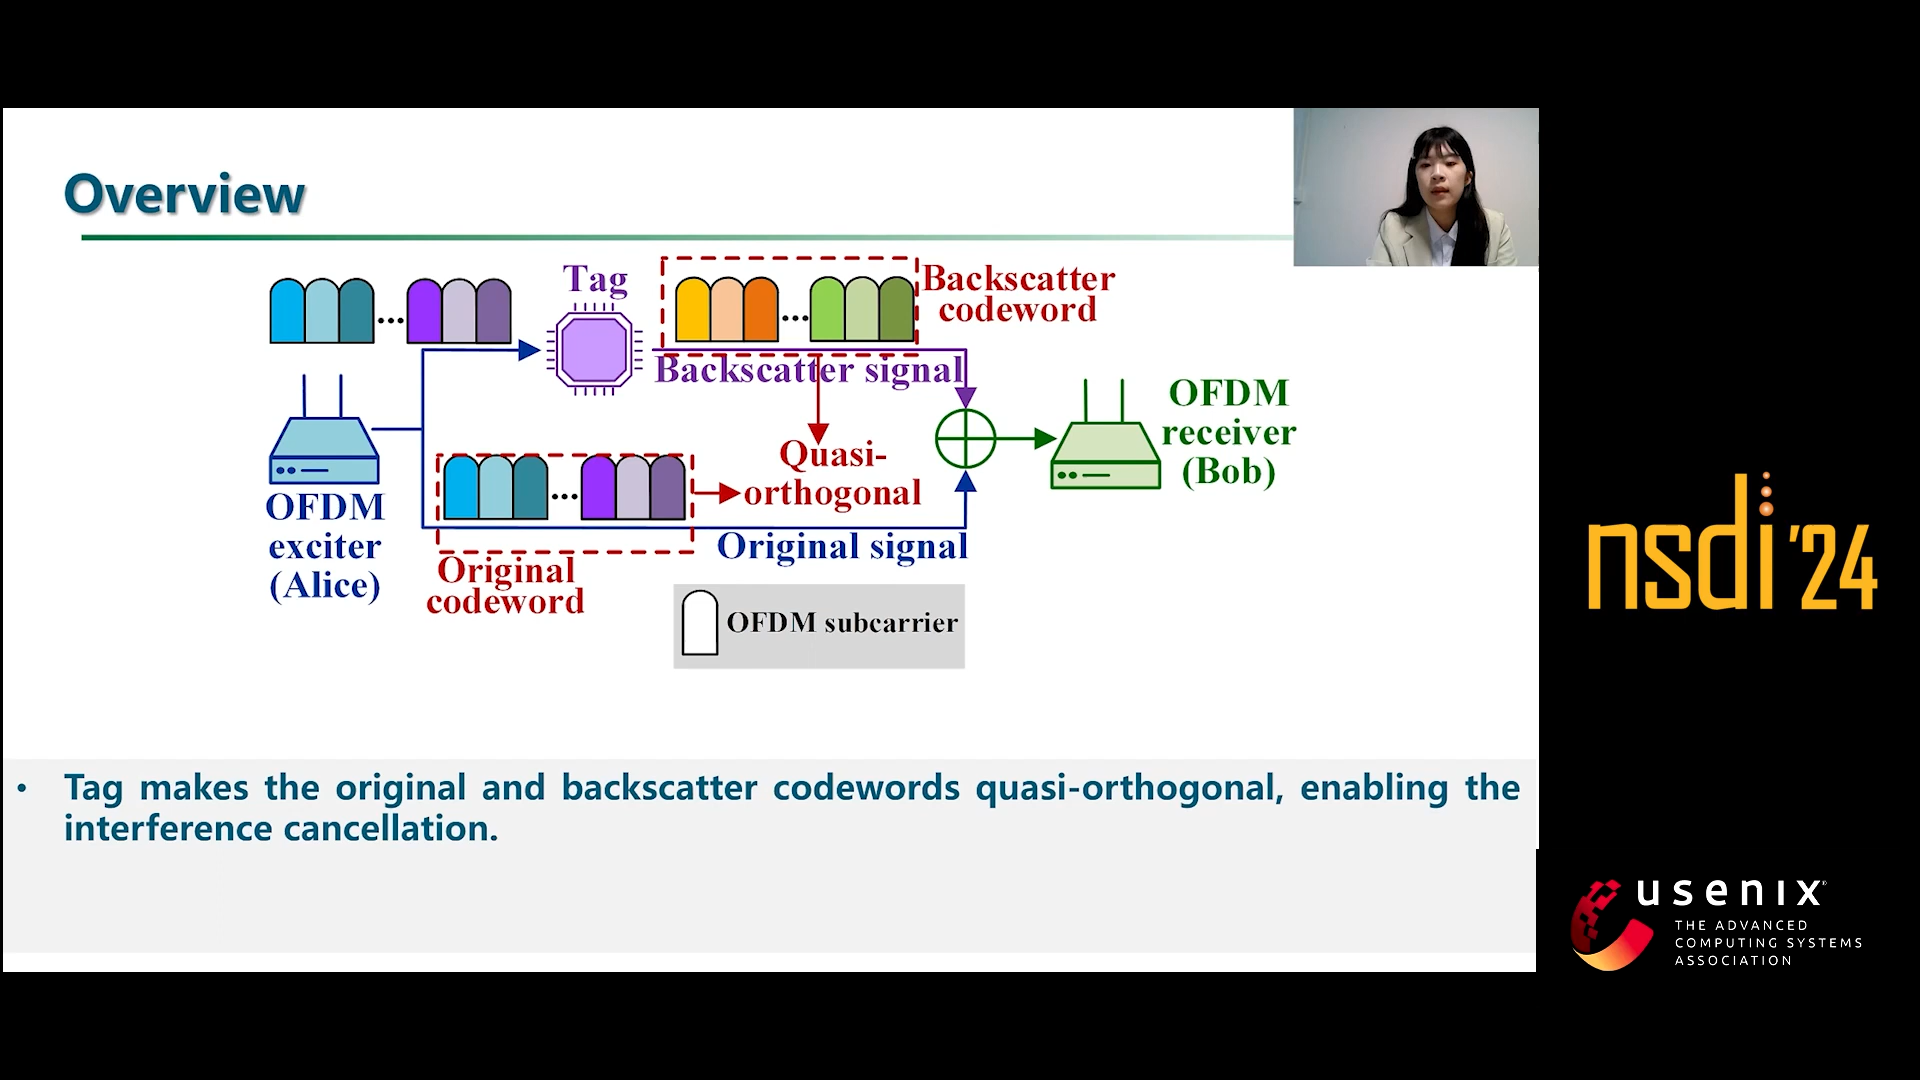 Overview
Tag
Backscatter
codeword
Backscatter signal
OFDM
receiver
(Bob)
Quasi-
orthogonal
OFDM
exciter
(Alice)
Original signal
Original
codeword
OFDM subcarrier
• Tag makes the original and backscatter codewords quasi-orthogonal, enabling the
interference cancellation.
nsdi '24
usenix
THE ADVANCED
COMPUTING SYSTEMS
ASSOCIATION